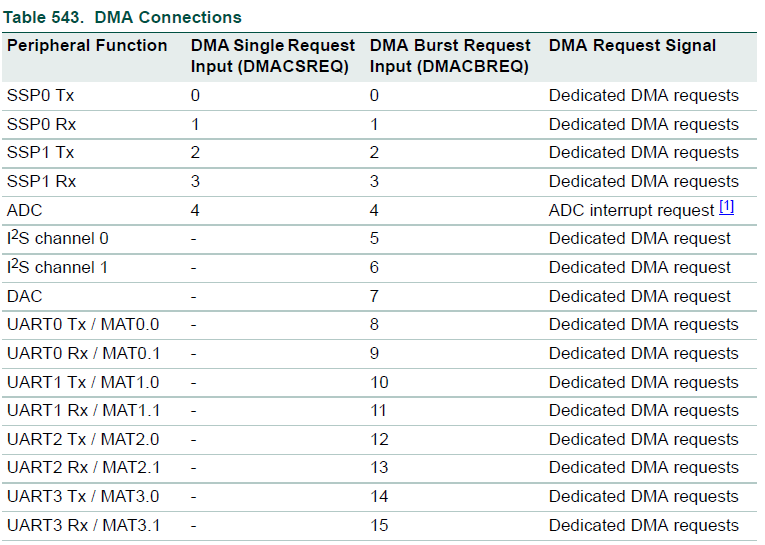 Table 543. DMA Connections
Peripheral Function DMA Single Request Input (DMACSREQ) DMA Burst Request Input (DMACBREQ) DMA Request Signal
SSP0 Tx 0 0 Dedicated DMA requests
SSP0 Rx 1 1 Dedicated DMA requests
SSP1 Tx 2 2 Dedicated DMA requests
SSP1 Rx 3 3 Dedicated DMA requests
ADC 4 4 ADC interrupt request [1]
I2S channel 0 - 5 Dedicated DMA request
I2S channel 1 - 6 Dedicated DMA request
DAC - 7 Dedicated DMA request
UART0 Tx / MAT0.0 - 8 Dedicated DMA requests
UART0 Rx / MAT0.1 - 9 Dedicated DMA requests
UART1 Tx / MAT1.0 - 10 Dedicated DMA requests
UART1 Rx / MAT1.1 - 11 Dedicated DMA requests
UART2 Tx / MAT2.0 - 12 Dedicated DMA requests
UART2 Rx / MAT2.1 - 13 Dedicated DMA requests
UART3 Tx / MAT3.0 - 14 Dedicated DMA requests
UART3 Rx / MAT3.1 - 15 Dedicated DMA requests